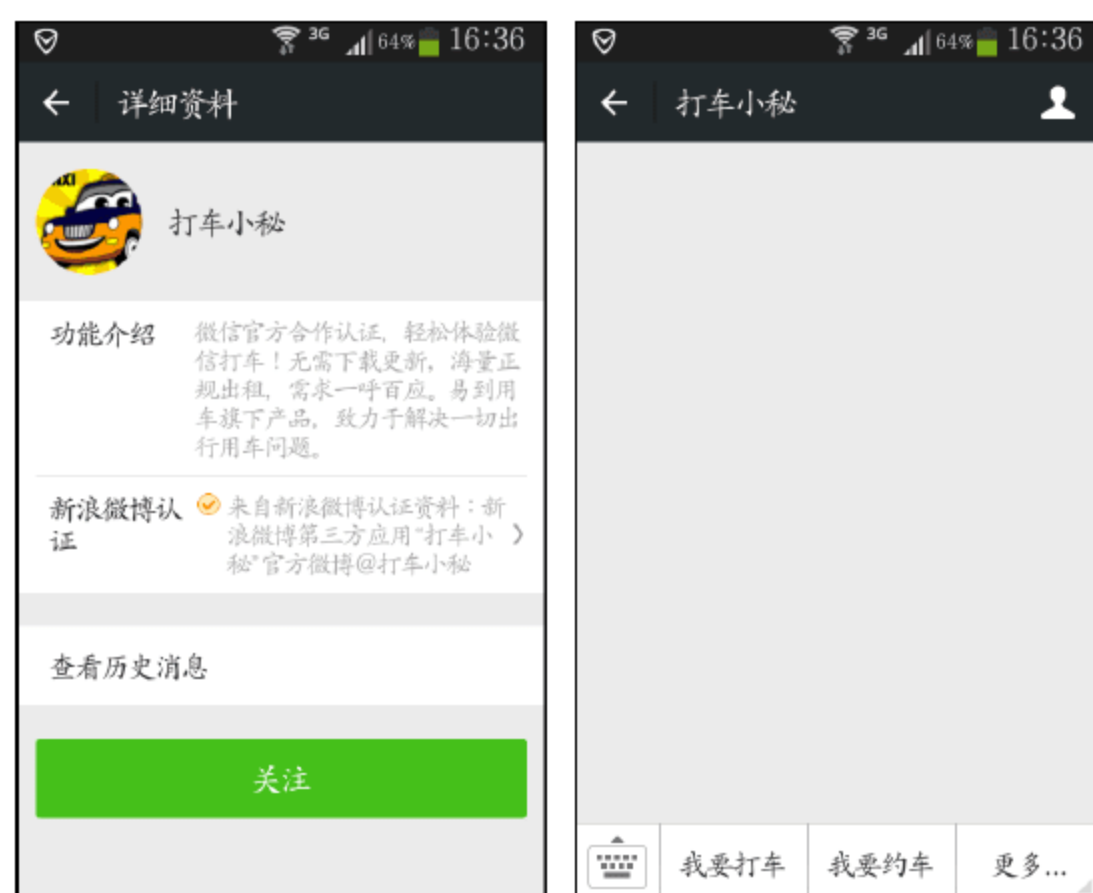 3G 64% 16:36
详细资料
AXI
打车小秘
功能介绍
微信官方合作认证，轻松体验微
信打车！无需下载更新，海量正
规出租，需求一呼百应。易到用
车旗下产品，致力于解决一切出
行用车问题。
新浪微博认
证
来自新浪微博认证资料：新
浪微博第三方应用“打车小
秘”官方微博@打车小秘
查看历史消息
关注
3G 64% 16:36
打车小秘
我要打车 我要约车 更多...